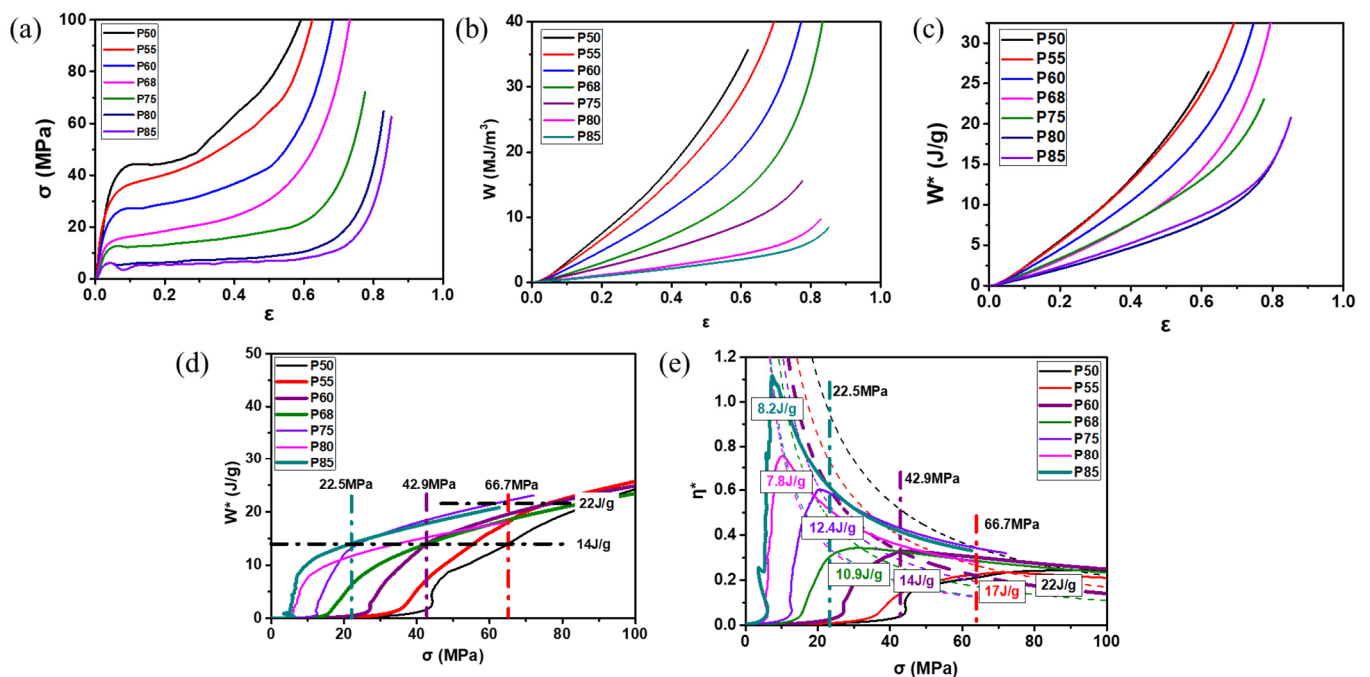 (a)
P50
P55
P60
P68
P75
P80
P85
σ (MPa)
100
80
60
40
20
0
0.0 0.2 0.4 0.6 0.8 1.0
ε
(b)
P50
P55
P60
P68
P75
P80
P85
W (MJ/m³)
40
30
20
10
0
0.0 0.2 0.4 0.6 0.8 1.0
ε
(c)
P50
P55
P60
P68
P75
P80
P85
W* (J/g)
30
25
20
15
10
5
0
0.0 0.2 0.4 0.6 0.8 1.0
ε
(d)
P50
P55
P60
P68
P75
P80
P85
W* (J/g)
50
40
30
20
10
0
22.5MPa 42.9MPa 66.7MPa
22J/g
14J/g
0 20 40 60 80 100
σ (MPa)
(e)
P50
P55
P60
P68
P75
P80
P85
η*
1.2
1.0
0.8
0.6
0.4
0.2
0.0
22.5MPa
42.9MPa
66.7MPa
8.2J/g
7.8J/g
12.4J/g
10.9J/g
14J/g
17J/g
22J/g
0 20 40 60 80 100
σ (MPa)